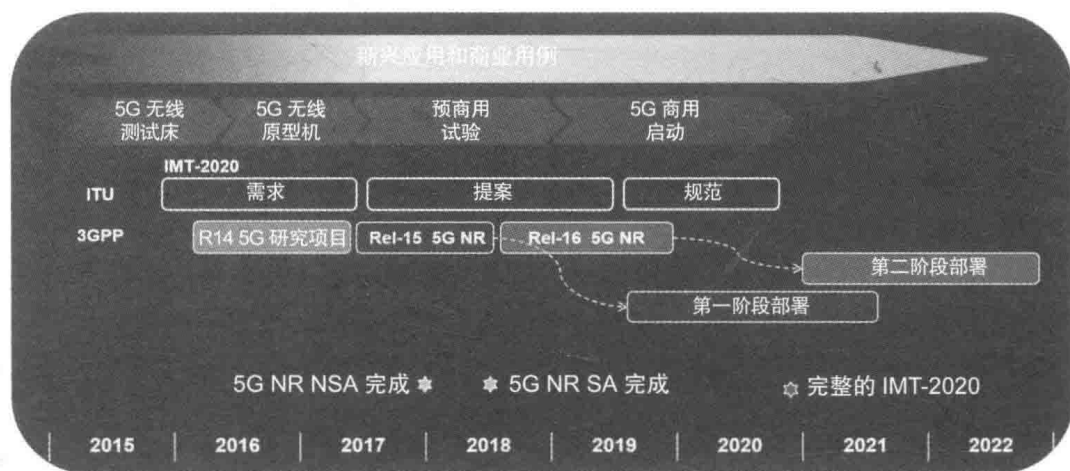 新兴应用和商业用例
5G 无线
测试床
5G 无线
原型机
预商用
试验
5G 商用
启动
IMT-2020
ITU
需求
提案
规范
3GPP
R14 5G 研究项目
Rel-15 5G NR
Rel-16 5G NR
第二阶段部署
第一阶段部署
5G NR NSA 完成
5G NR SA 完成
完整的 IMT-2020
2015
2016
2017
2018
2019
2020
2021
2022